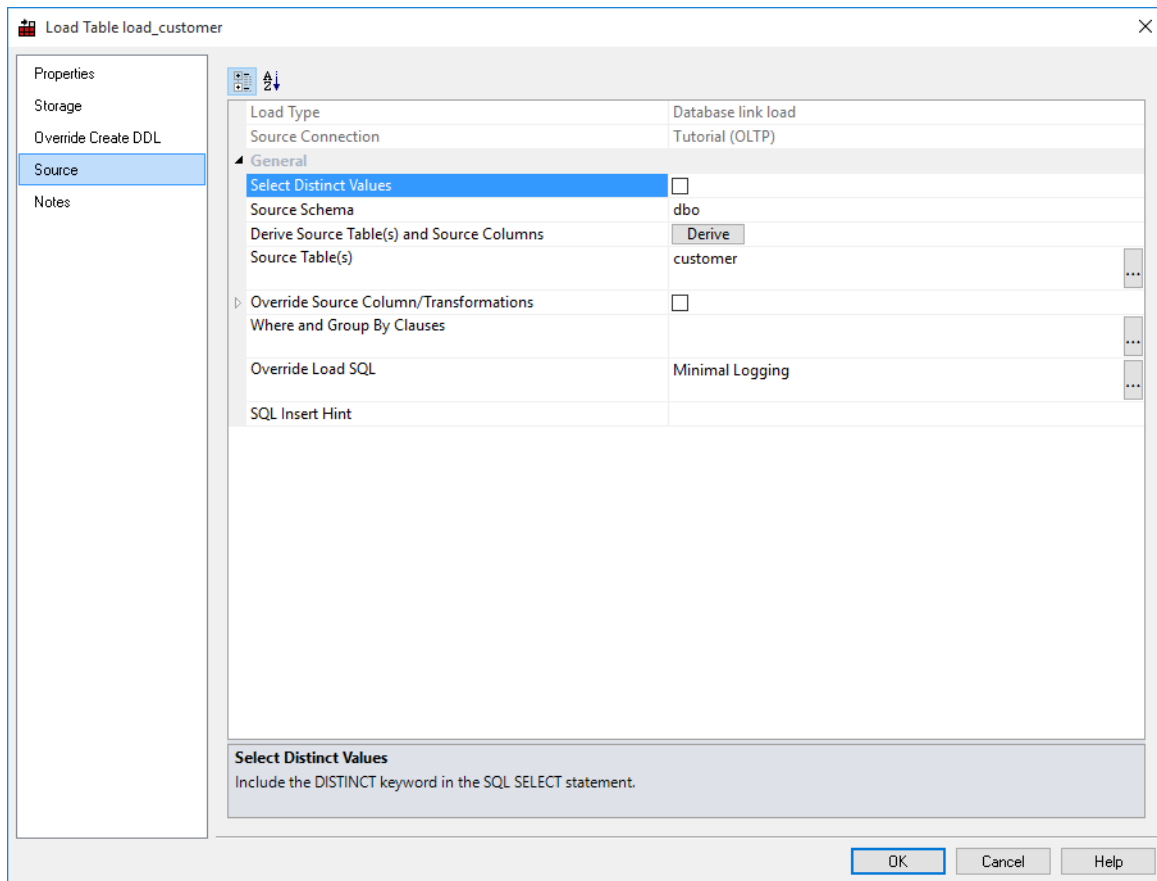 Load Table load_customer
Properties
Storage
Override Create DDL
Source
Notes
Load Type Database link load
Source Connection Tutorial (OLTP)
General
Select Distinct Values
Source Schema dbo
Derive Source Table(s) and Source Columns Derive
Source Table(s) customer
...
Override Source Column/Transformations
Where and Group By Clauses
...
Override Load SQL Minimal Logging
...
SQL Insert Hint
Select Distinct Values
Include the DISTINCT keyword in the SQL SELECT statement.
OK Cancel Help